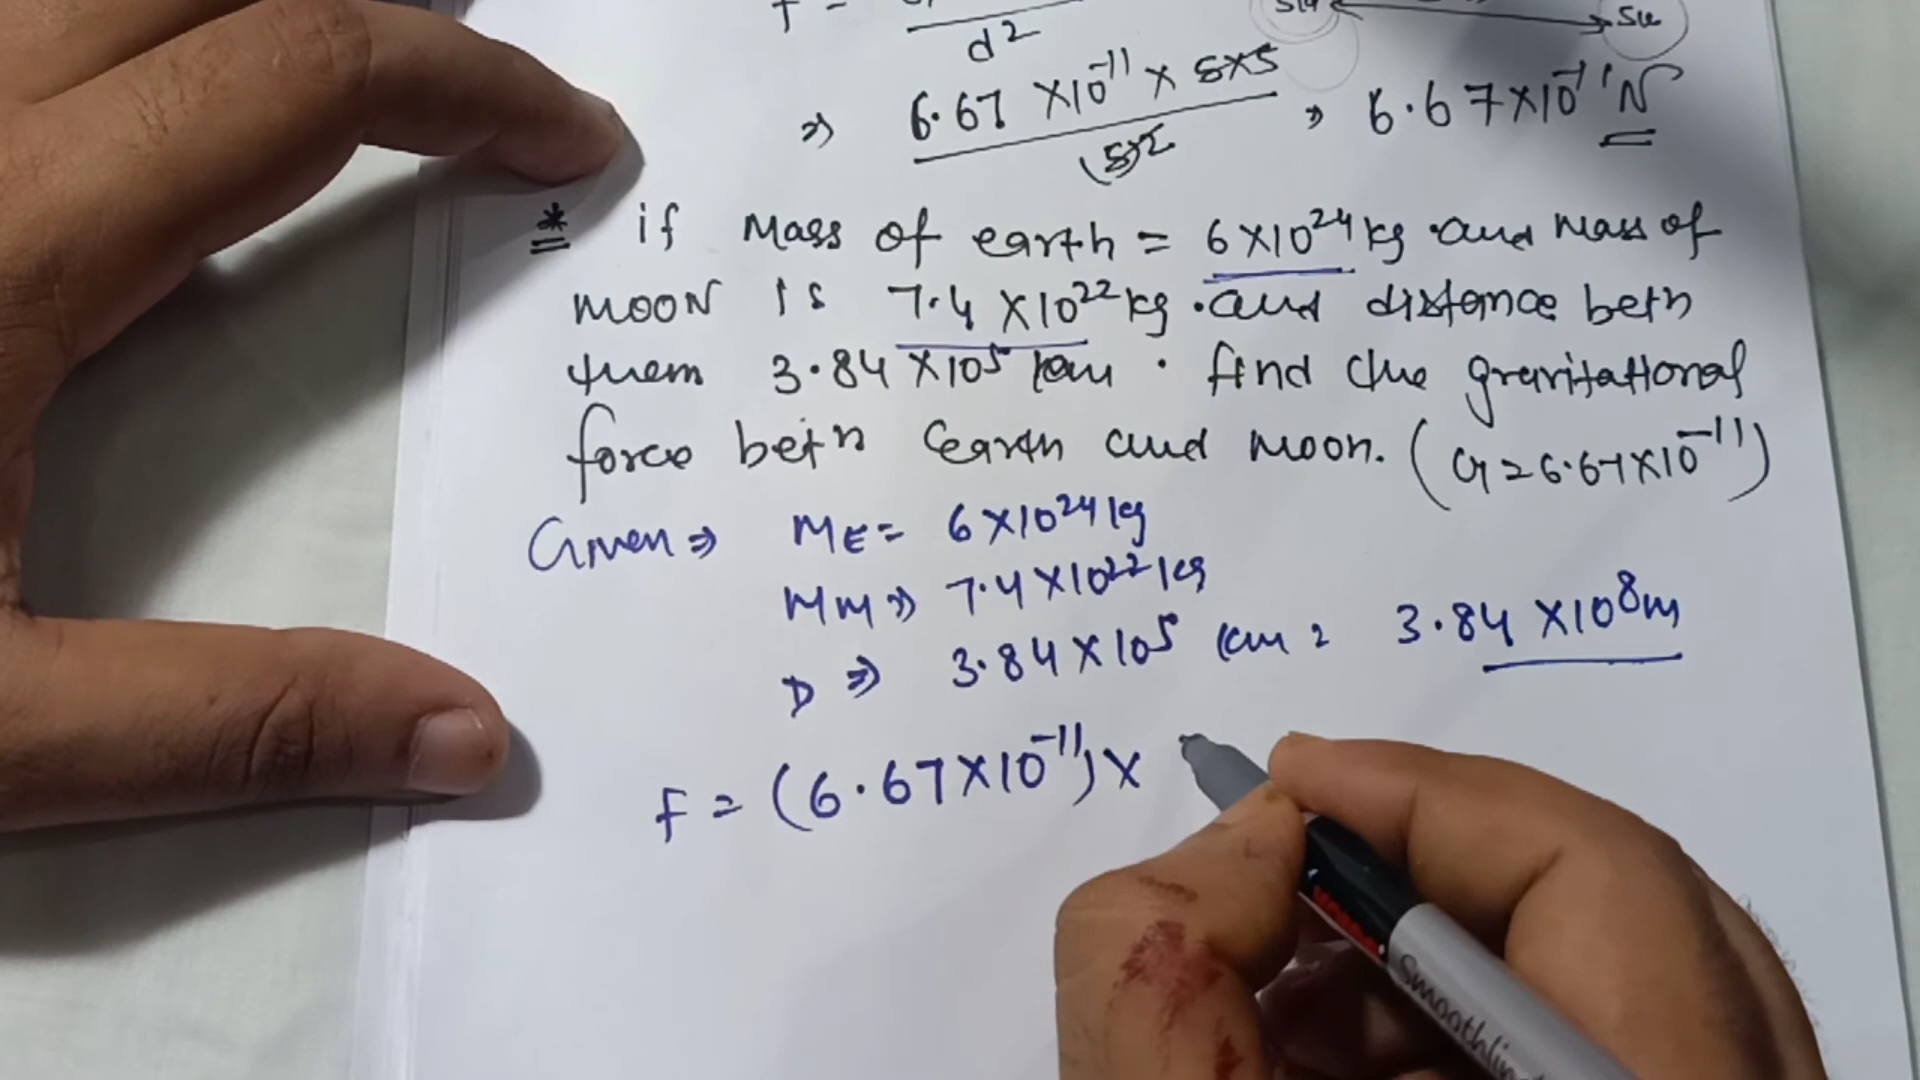 d²
⇒ 6.67 ×10⁻¹¹ × 5×5 / (5)² ⇒ 6.67×10⁻¹¹ N
* if Mass of earth = 6×10²⁴ kg and Mass of
MOON is 7.4 ×10²² kg. and distance betn
them 3.84 ×10⁵ km. find the gravitational
force betn Earth and Moon. (G=6.67×10⁻¹¹)
Given ⇒ ME= 6×10²⁴ kg
MM ⇒ 7.4×10²² kg
D ⇒ 3.84×10⁵ km = 3.84 ×10⁸m
F = (6.67×10⁻¹¹) ×